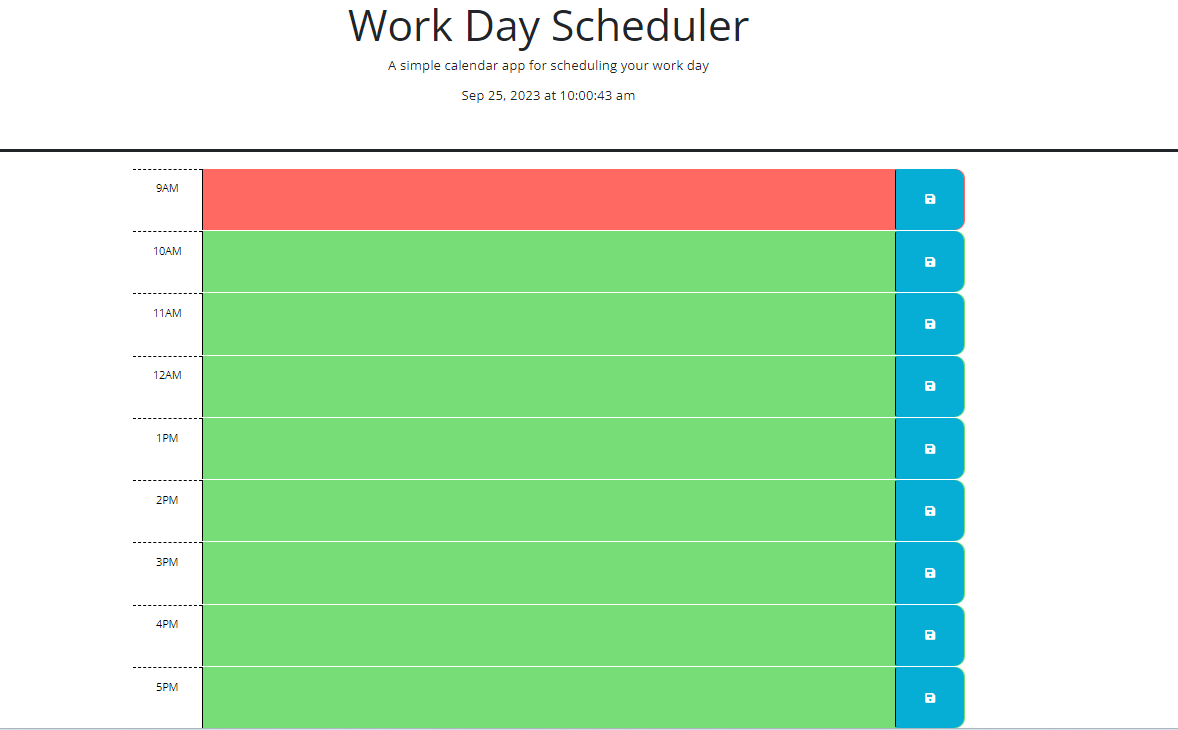 Work Day Scheduler
A simple calendar app for scheduling your work day
Sep 25, 2023 at 10:00:43 am
9AM
10AM
11AM
12AM
1PM
2PM
3PM
4PM
5PM